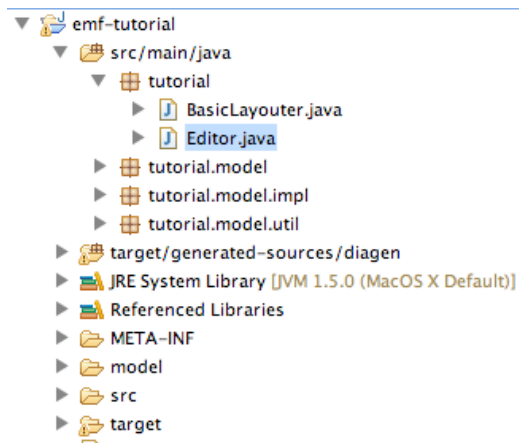 emf-tutorial
src/main/java
tutorial
BasicLayouter.java
Editor.java
tutorial.model
tutorial.model.impl
tutorial.model.util
target/generated-sources/diagen
JRE System Library [JVM 1.5.0 (MacOS X Default)]
Referenced Libraries
META-INF
model
src
target